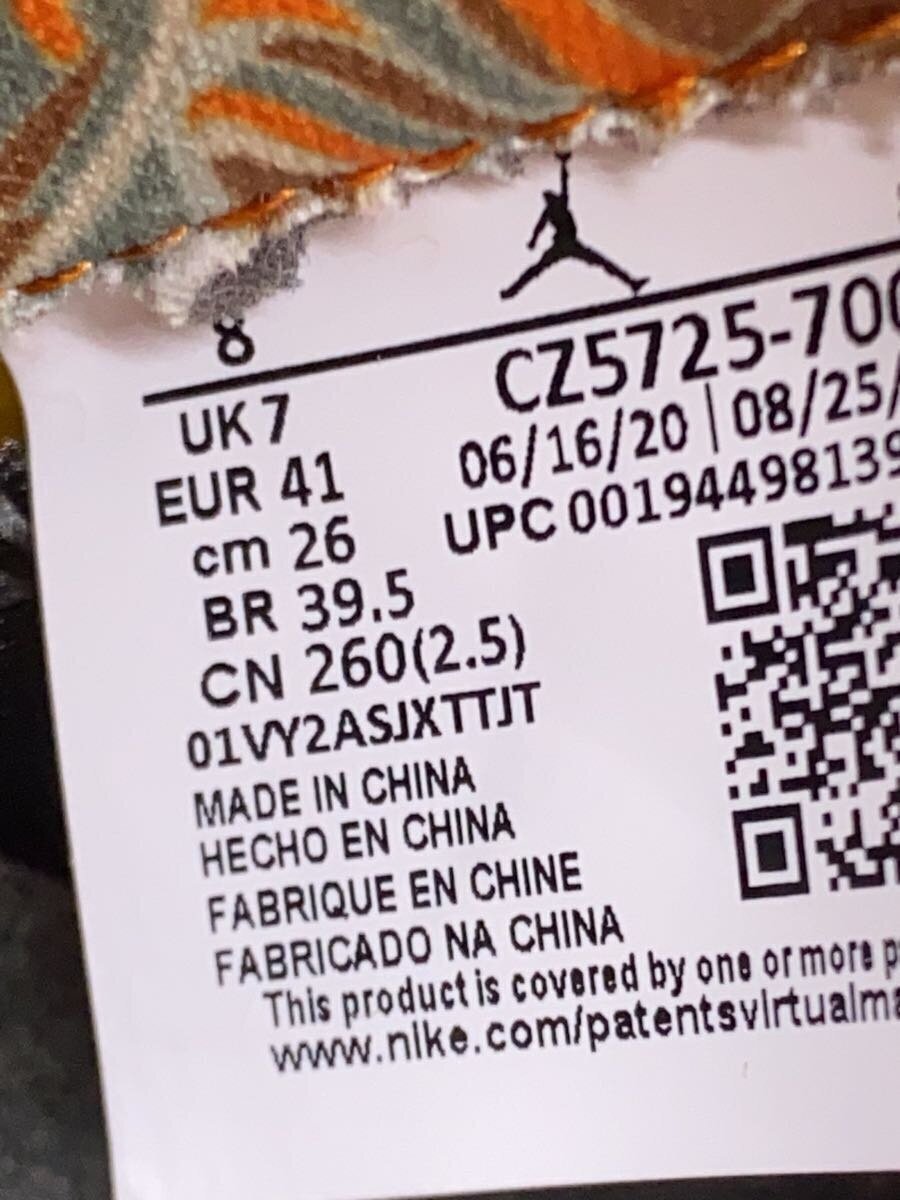 8
CZ5725-700
UK 7
06/16/20 | 08/25/
EUR 41
UPC 00194498139
cm 26
BR 39.5
CN 260(2.5)
01VY2ASJXTTJT
MADE IN CHINA
HECHO EN CHINA
FABRIQUE EN CHINE
FABRICADO NA CHINA
This product is covered by one or more p
www.nike.com/patentsvirtualma